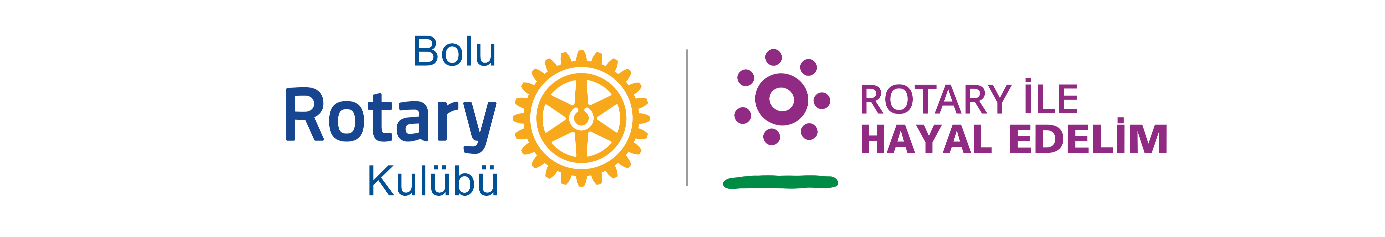 Bolu
Rotary
Kulübü
ROTARY İLE
HAYAL EDELİM